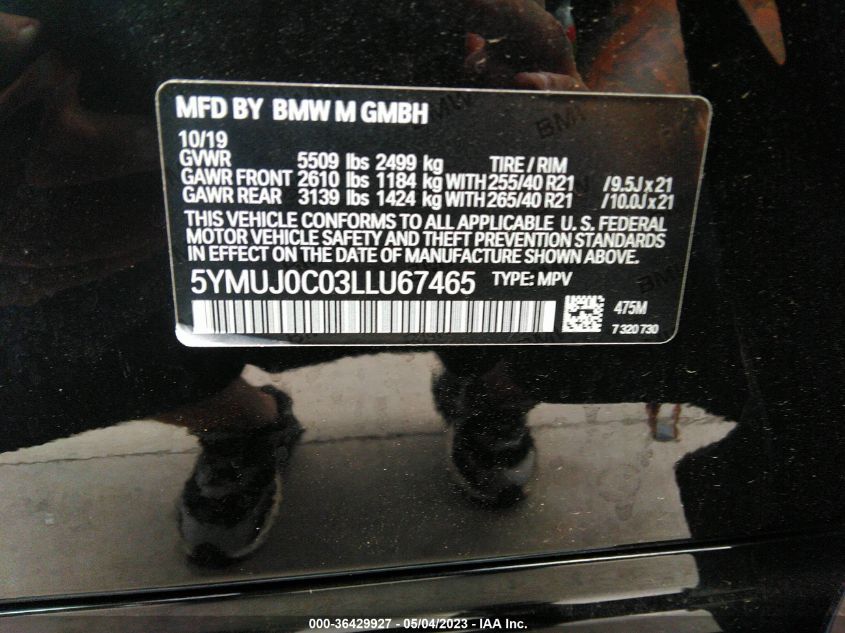 MFD BY BMW M GMBH
10/19
GVWR 5509 lbs 2499 kg TIRE / RIM
GAWR FRONT 2610 lbs 1184 kg WITH 255/40 R21 /9.5J x 21
GAWR REAR 3139 lbs 1424 kg WITH 265/40 R21 /10.0J x 21
THIS VEHICLE CONFORMS TO ALL APPLICABLE U. S. FEDERAL
MOTOR VEHICLE SAFETY AND THEFT PREVENTION STANDARDS
IN EFFECT ON THE DATE OF MANUFACTURE SHOWN ABOVE.
5YMUJ0C03LLU67465 TYPE: MPV
475M
7 320 730
000-36429927 - 05/04/2023 - IAA Inc.